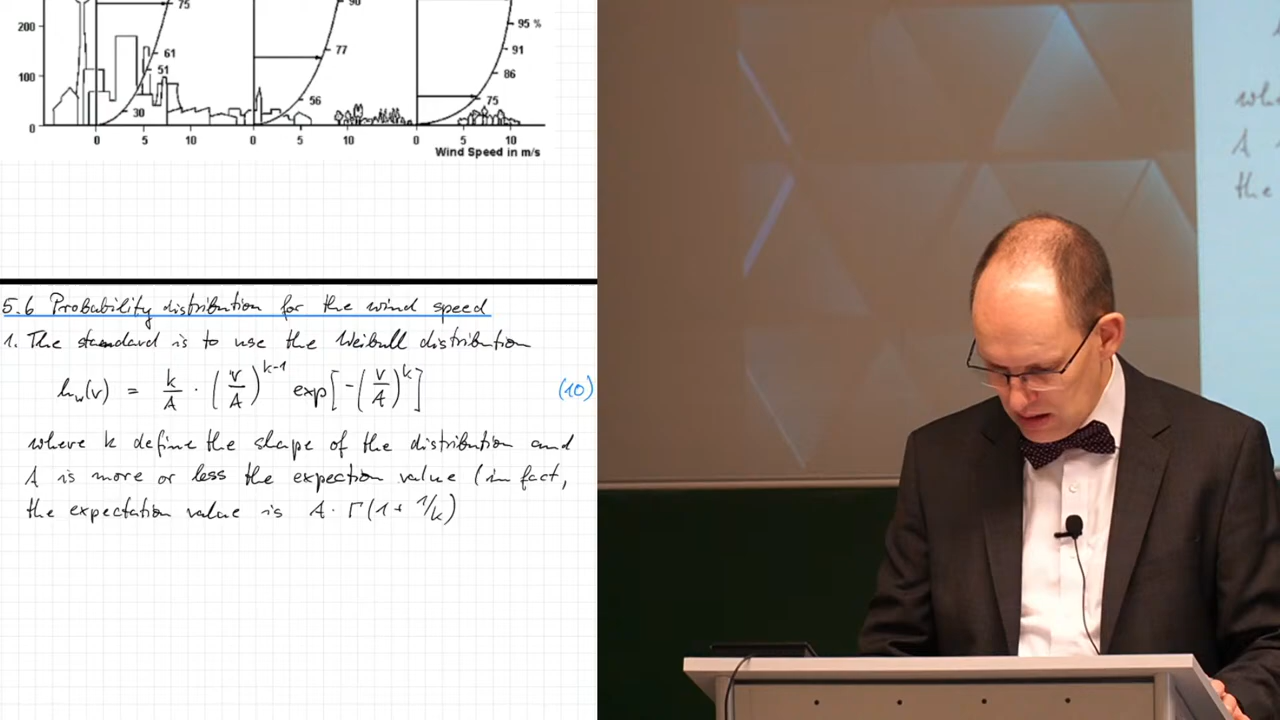 75
90
95 %
200
61
77
91
51
86
100
30
56
75
0
0 5 10 0 5 10 0 5 10
Wind Speed in m/s
5.6 Probability distribution for the wind speed
1. The standard is to use the Weibull distribution
h_w(v) = k/A · (v/A)^(k-1) exp[-(v/A)^k] (10)
where k define the shape of the distribution and
A is more or less the expection value (in fact,
the expectation value is A · Γ(1 + 1/k)
whe
A
the